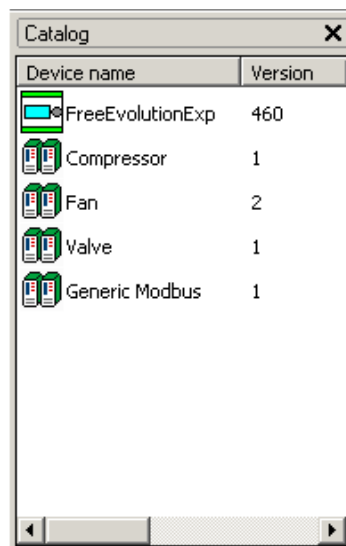 Catalog
Device name Version
FreeEvolutionExp 460
Compressor 1
Fan 2
Valve 1
Generic Modbus 1